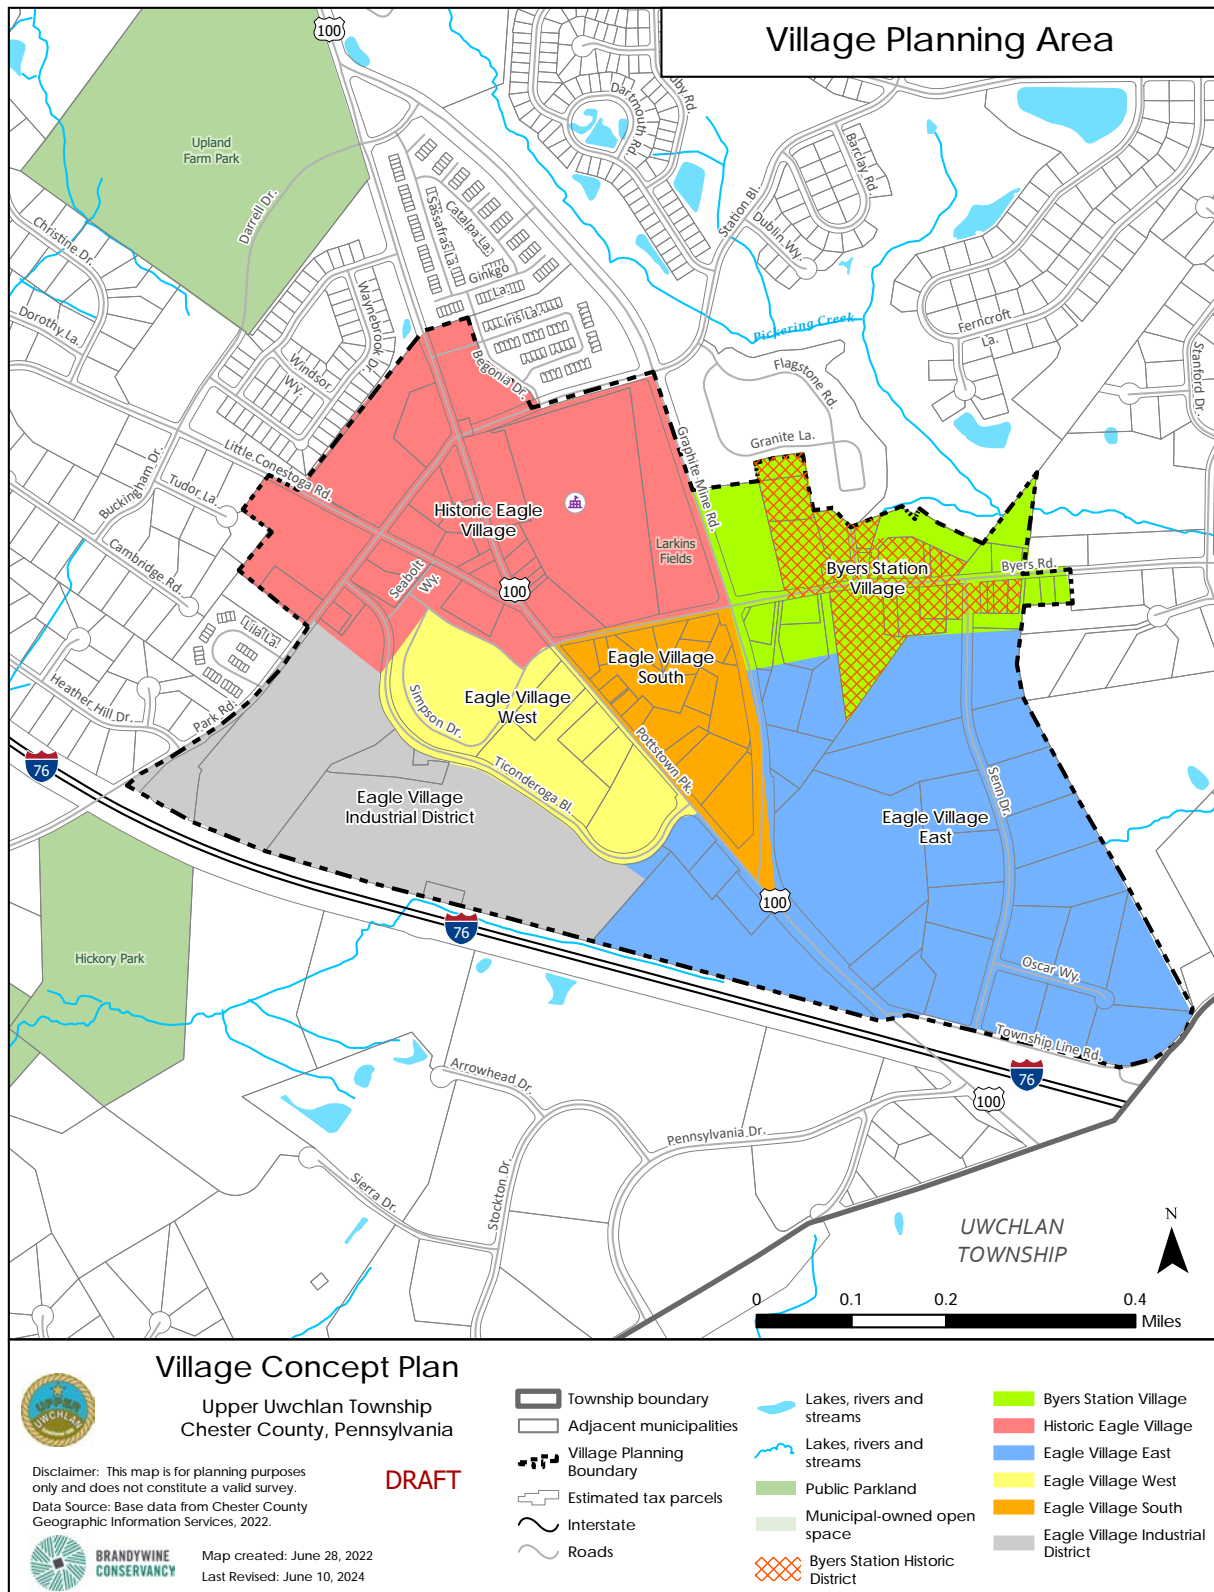 Village Planning Area
100
Upland
Farm Park
Darrell Dr.
Christine Dr.
Dorothy La.
Sassafras La.
Catalpa La.
Ginkgo
La.
Iris La.
Begonia Dr.
Waynebrook Dr.
Windsor
Wy.
Dartmouth Rd.
uby Rd.
Barclay Rd.
Station Bl.
Dublin Wy.
Pickering Creek
Ferncroft
La.
Stanford Dr.
Flagstone Rd.
Granite La.
Graphite Mine Rd.
Little Conestoga Rd.
Buckingham Dr.
Tudor La.
Cambridge Rd.
Lila La.
Heather Hill Dr.
Park Rd.
Historic Eagle
Village
Larkins
Fields
Seabolt
Wy.
100
Byers Station
Village
Byers Rd.
Eagle Village
South
Eagle Village
West
Simpson Dr.
Ticonderoga Bl.
Pottstown Pk.
Senn Dr.
Eagle Village
Industrial District
Eagle Village
East
76
100
76
Hickory Park
Oscar Wy.
Township Line Rd.
76
100
Arrowhead Dr.
Pennsylvania Dr.
Stockton Dr.
Sierra Dr.
UWCHLAN
TOWNSHIP
N
0 0.1 0.2 0.4
Miles
Village Concept Plan
Upper Uwchlan Township
Chester County, Pennsylvania
UPPER
UWCHLAN
Disclaimer: This map is for planning purposes
only and does not constitute a valid survey.
DRAFT
Data Source: Base data from Chester County
Geographic Information Services, 2022.
BRANDYWINE
CONSERVANCY
Map created: June 28, 2022
Last Revised: June 10, 2024
Township boundary
Adjacent municipalities
Village Planning
Boundary
Estimated tax parcels
Interstate
Roads
Lakes, rivers and
streams
Lakes, rivers and
streams
Public Parkland
Municipal-owned open
space
Byers Station Historic
District
Byers Station Village
Historic Eagle Village
Eagle Village East
Eagle Village West
Eagle Village South
Eagle Village Industrial
District